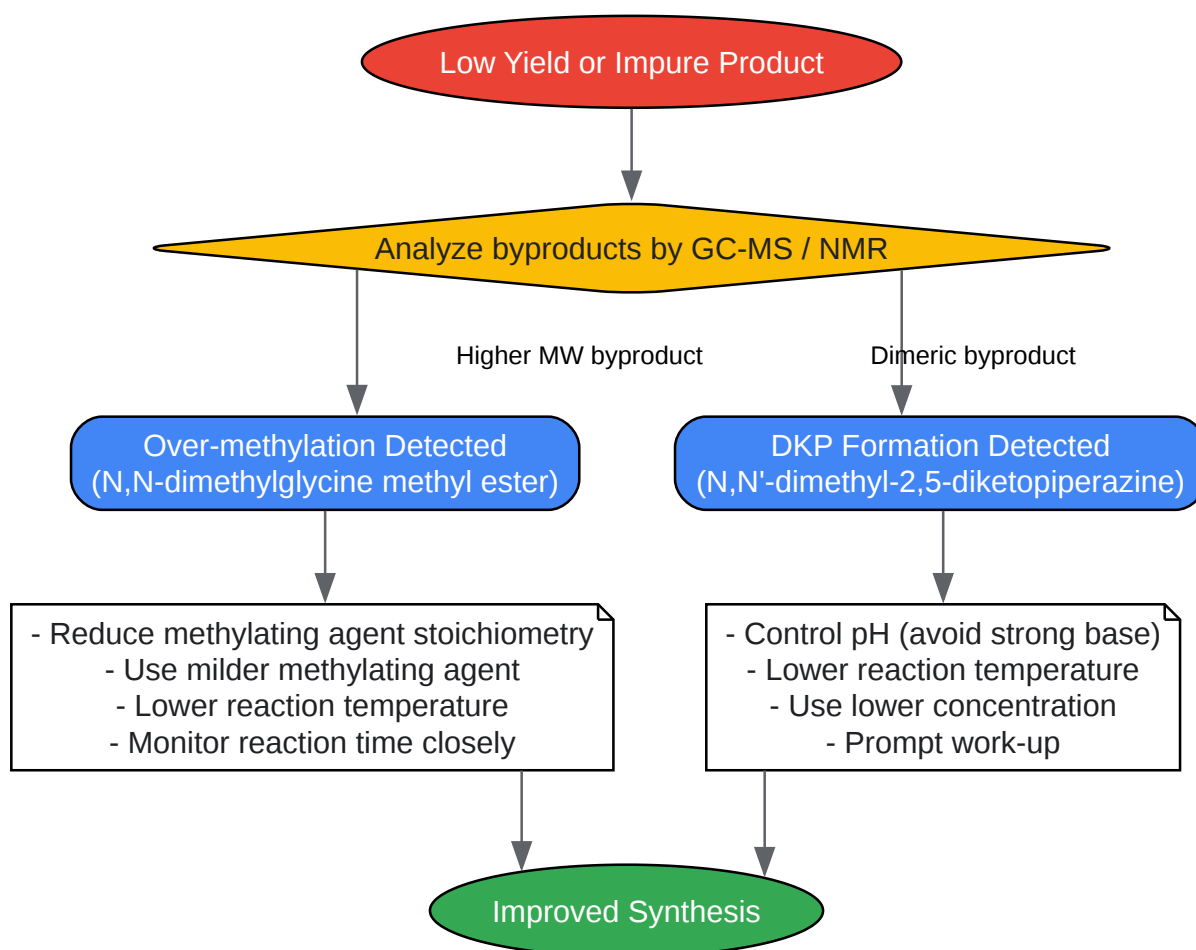 Low Yield or Impure Product
Analyze byproducts by GC-MS / NMR
Higher MW byproduct
Dimeric byproduct
Over-methylation Detected
(N,N-dimethylglycine methyl ester)
DKP Formation Detected
(N,N'-dimethyl-2,5-diketopiperazine)
- Reduce methylating agent stoichiometry
- Use milder methylating agent
- Lower reaction temperature
- Monitor reaction time closely
- Control pH (avoid strong base)
- Lower reaction temperature
- Use lower concentration
- Prompt work-up
Improved Synthesis